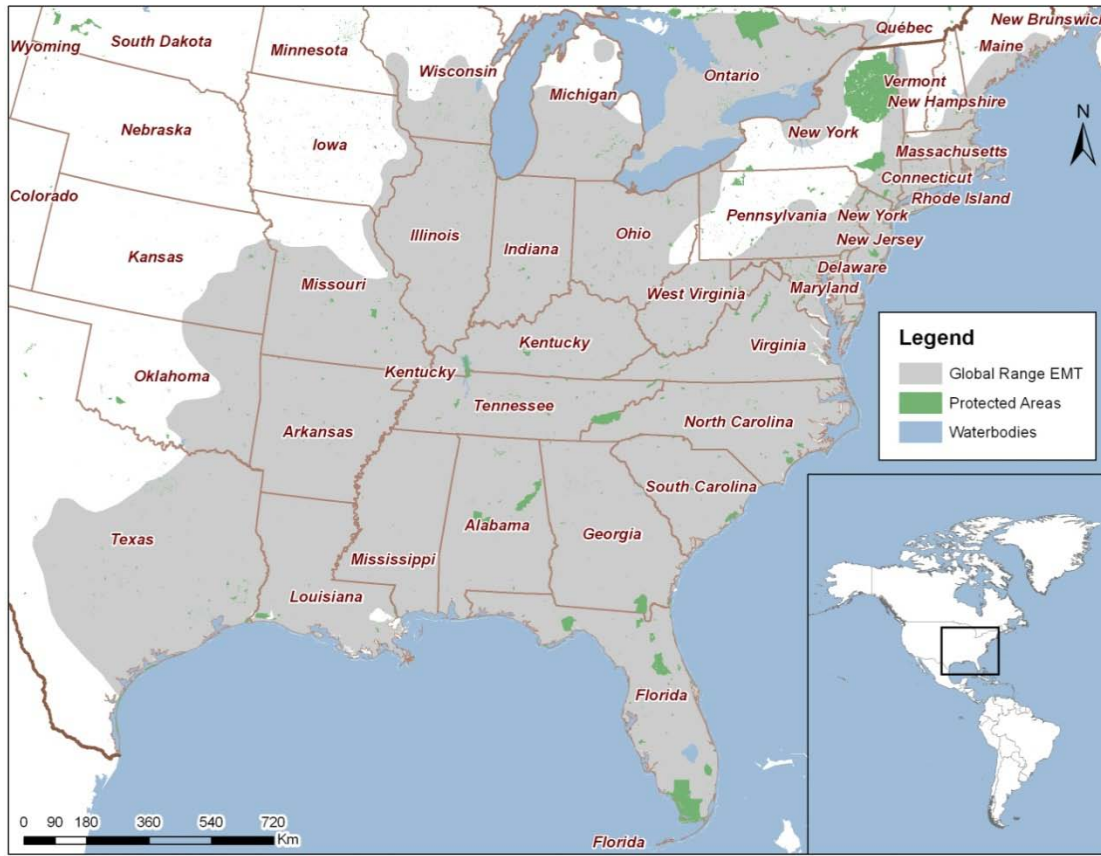 Québec
New Brunswick
Wyoming
South Dakota
Minnesota
Maine
Wisconsin
Ontario
Vermont
Michigan
New Hampshire
Nebraska
Iowa
New York
N
Massachusetts
Colorado
Connecticut
Rhode Island
Pennsylvania
New York
Illinois
Indiana
Ohio
New Jersey
Kansas
Missouri
Delaware
West Virginia
Maryland
Kentucky
Virginia
Oklahoma
Kentucky
Tennessee
North Carolina
Arkansas
South Carolina
Texas
Alabama
Georgia
Mississippi
Louisiana
Florida
Florida
Legend
Global Range EMT
Protected Areas
Waterbodies
0 90 180 360 540 720
Km